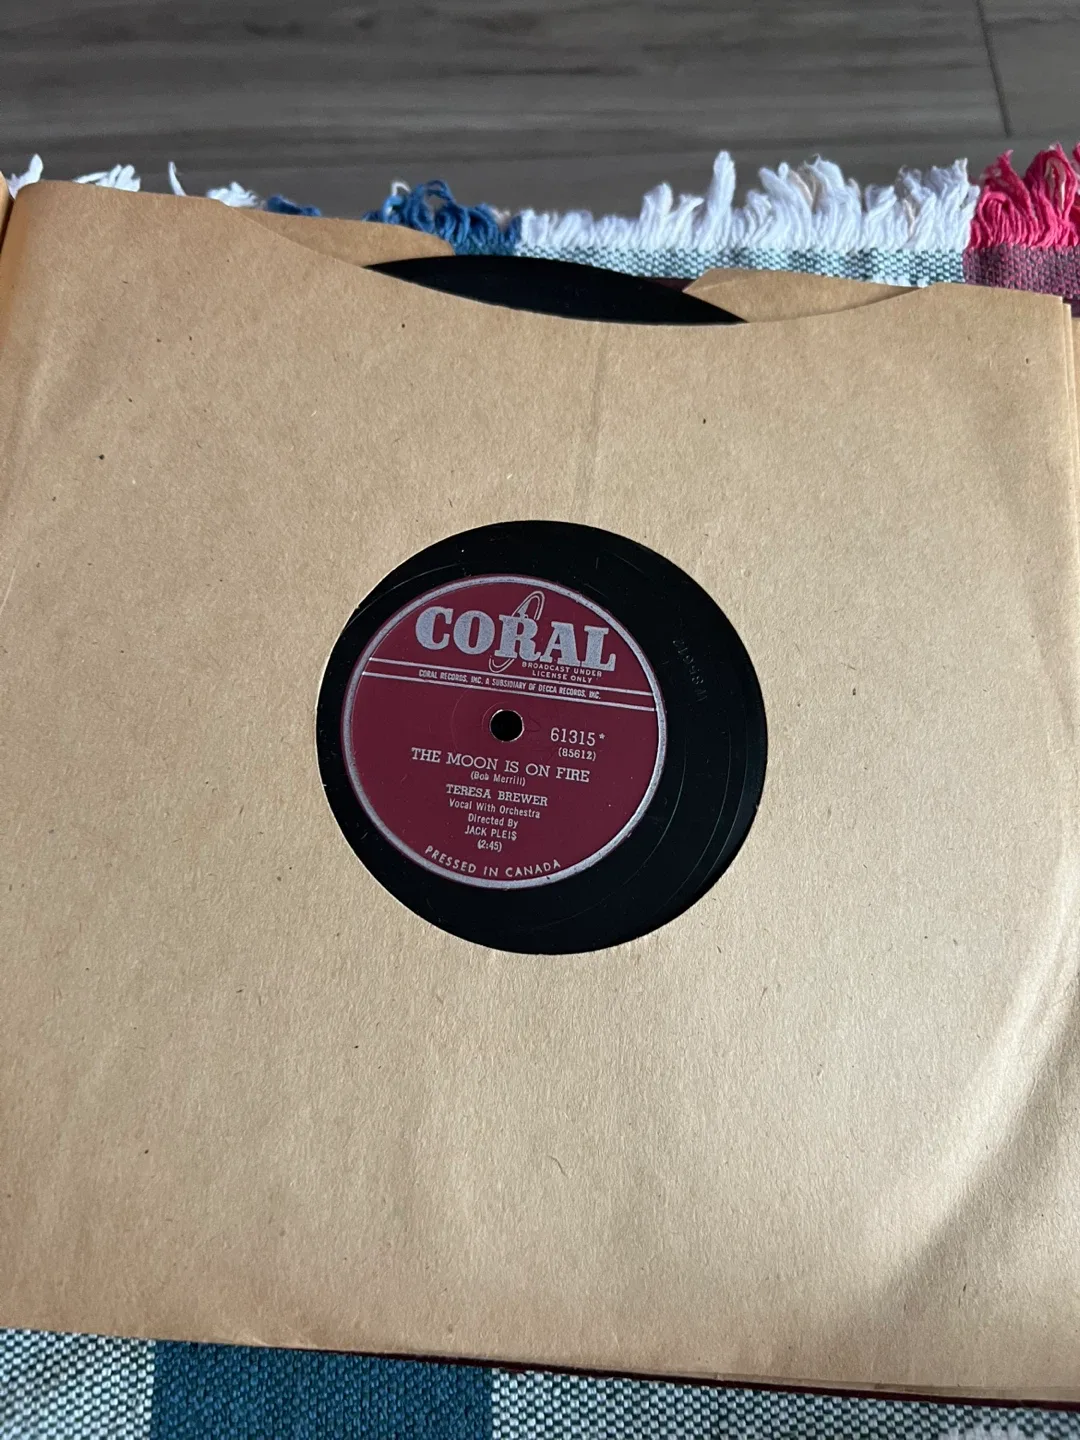 CORAL
BROADCAST UNDER
LICENSE ONLY
CORAL RECORDS, INC. A SUBSIDIARY OF DECCA RECORDS, INC.
61315*
(85612)
THE MOON IS ON FIRE
(Bob Merrill)
TERESA BREWER
Vocal With Orchestra
Directed By
JACK PLEIS
(2:45)
PRESSED IN CANADA